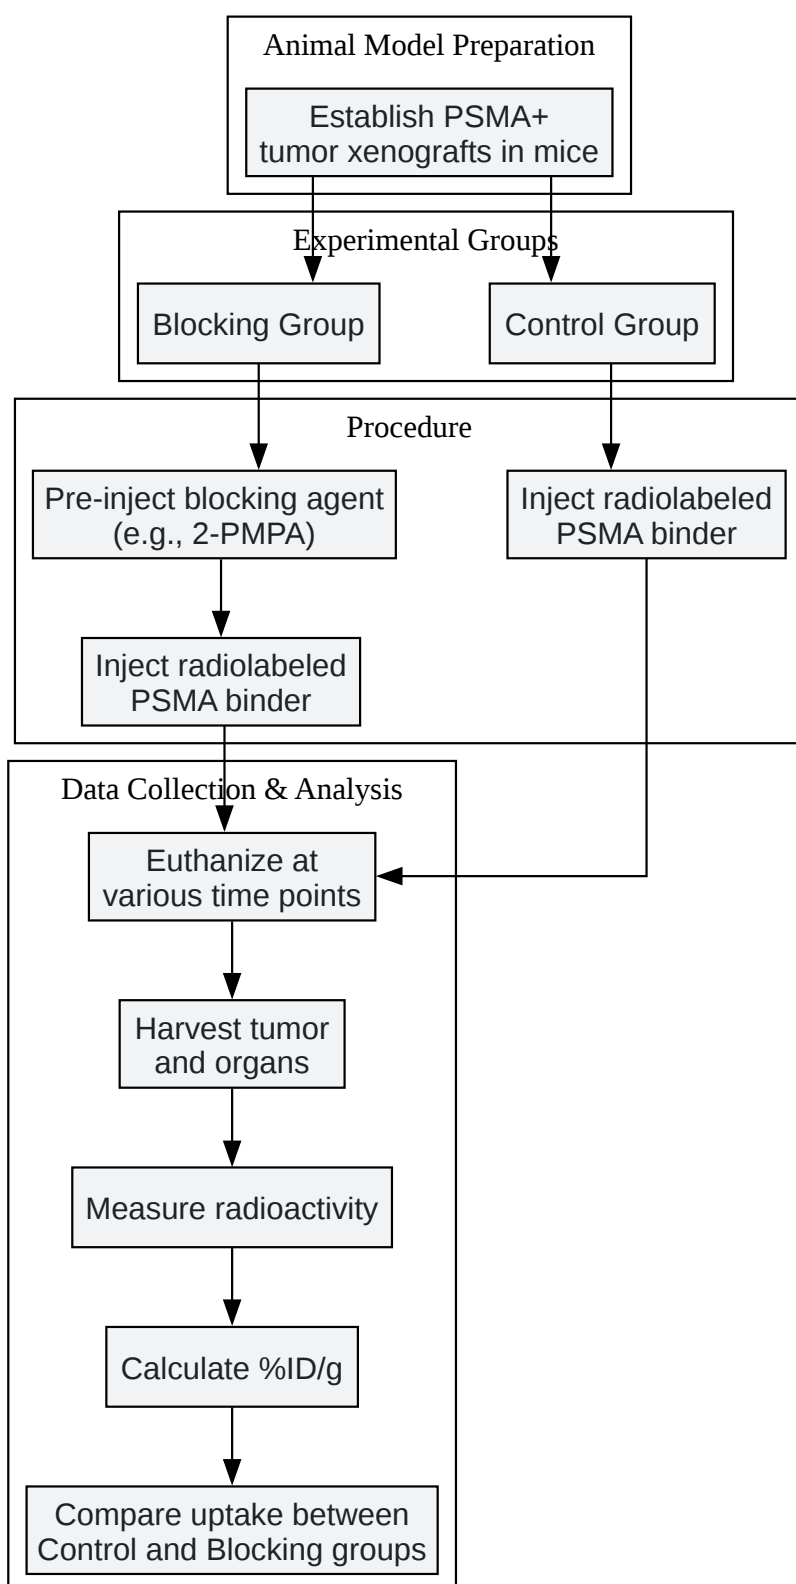 Animal Model Preparation
Establish PSMA+
tumor xenografts in mice
Experimental Groups
Blocking Group
Control Group
Procedure
Pre-inject blocking agent
(e.g., 2-PMPA)
Inject radiolabeled
PSMA binder
Inject radiolabeled
PSMA binder
Data Collection & Analysis
Euthanize at
various time points
Harvest tumor
and organs
Measure radioactivity
Calculate %ID/g
Compare uptake between
Control and Blocking groups